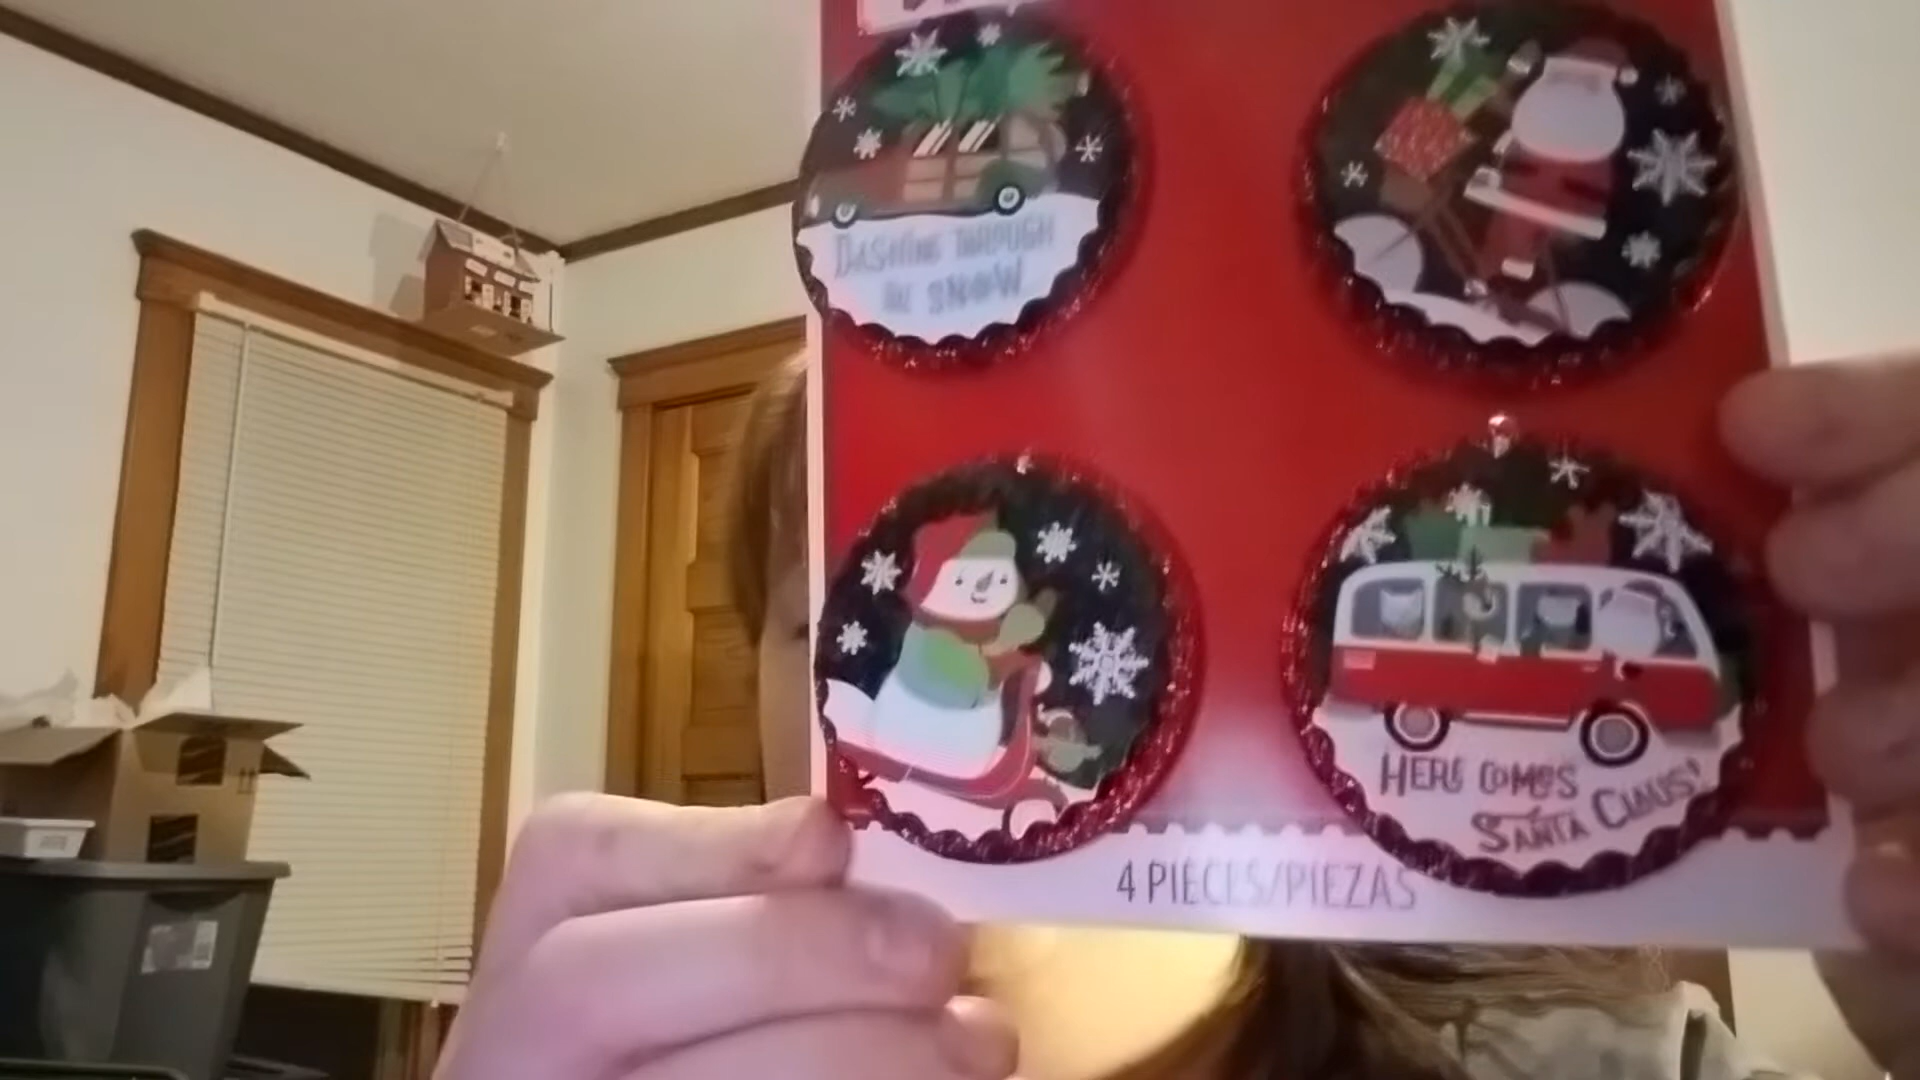 DASHING THROUGH
THE SNOW
HERE COMES
SANTA CLAUS!
4 PIECES/PIEZAS